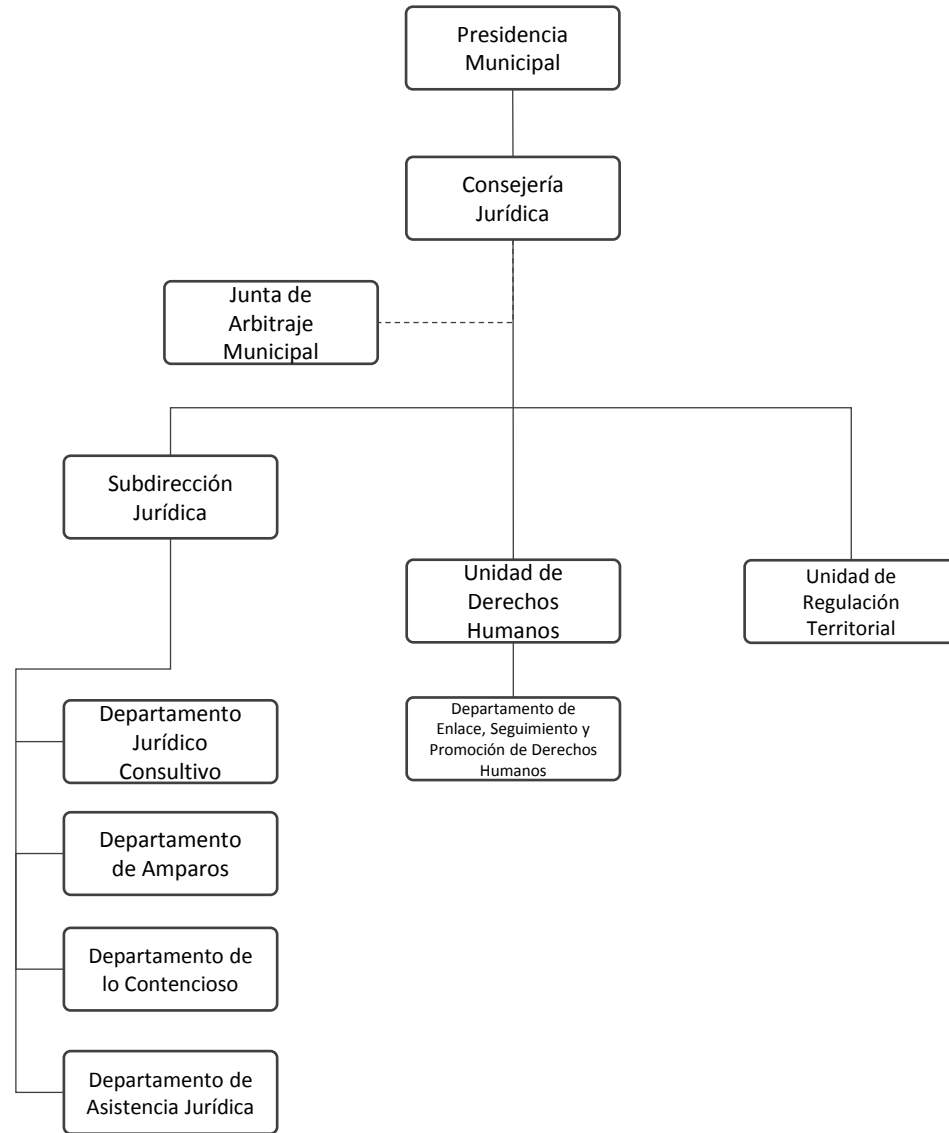 Presidencia
Municipal
Consejería
Jurídica
Junta de
Arbitraje
Municipal
Subdirección
Jurídica
Unidad de
Derechos
Humanos
Unidad de
Regulación
Territorial
Departamento
Jurídico
Consultivo
Departamento de
Enlace, Seguimiento y
Promoción de Derechos
Humanos
Departamento
de Amparos
Departamento de
lo Contencioso
Departamento de
Asistencia Jurídica